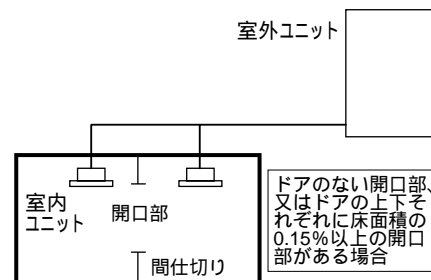 室外ユニット
室内
ユニット
開口部
間仕切り
ドアのない開口部、
又はドアの上下そ
れぞれに床面積の
0.15%以上の開口
部がある場合